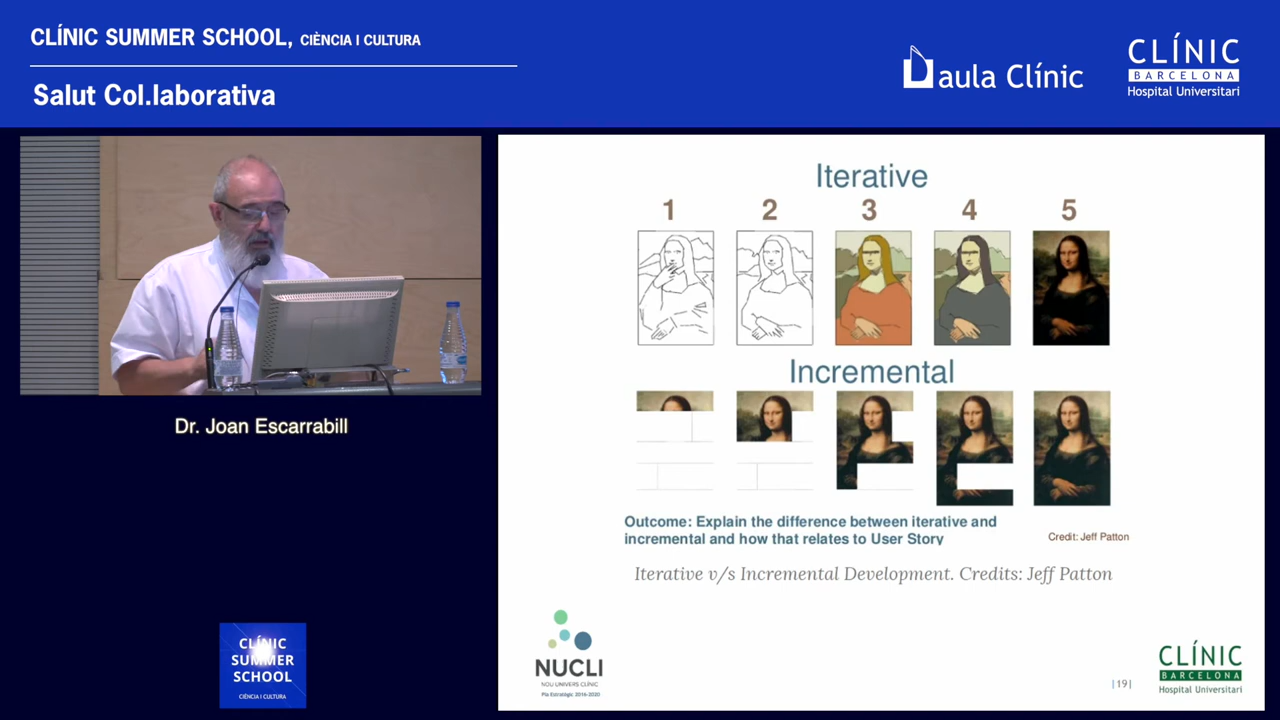 CLÍNIC SUMMER SCHOOL, CIÈNCIA I CULTURA
Salut Col.laborativa
aula Clínic
CLÍNIC
BARCELONA
Hospital Universitari
Dr. Joan Escarrabill
CLÍNIC
SUMMER
SCHOOL
CIÈNCIA I CULTURA
Iterative
1 2 3 4 5
Incremental
Outcome: Explain the difference between iterative and
incremental and how that relates to User Story
Credit: Jeff Patton
Iterative v/s Incremental Development. Credits: Jeff Patton
NUCLI
NOU UNIVERS CLÍNIC
Pla Estratègic 2016-2020
|19|
CLÍNIC
BARCELONA
Hospital Universitari